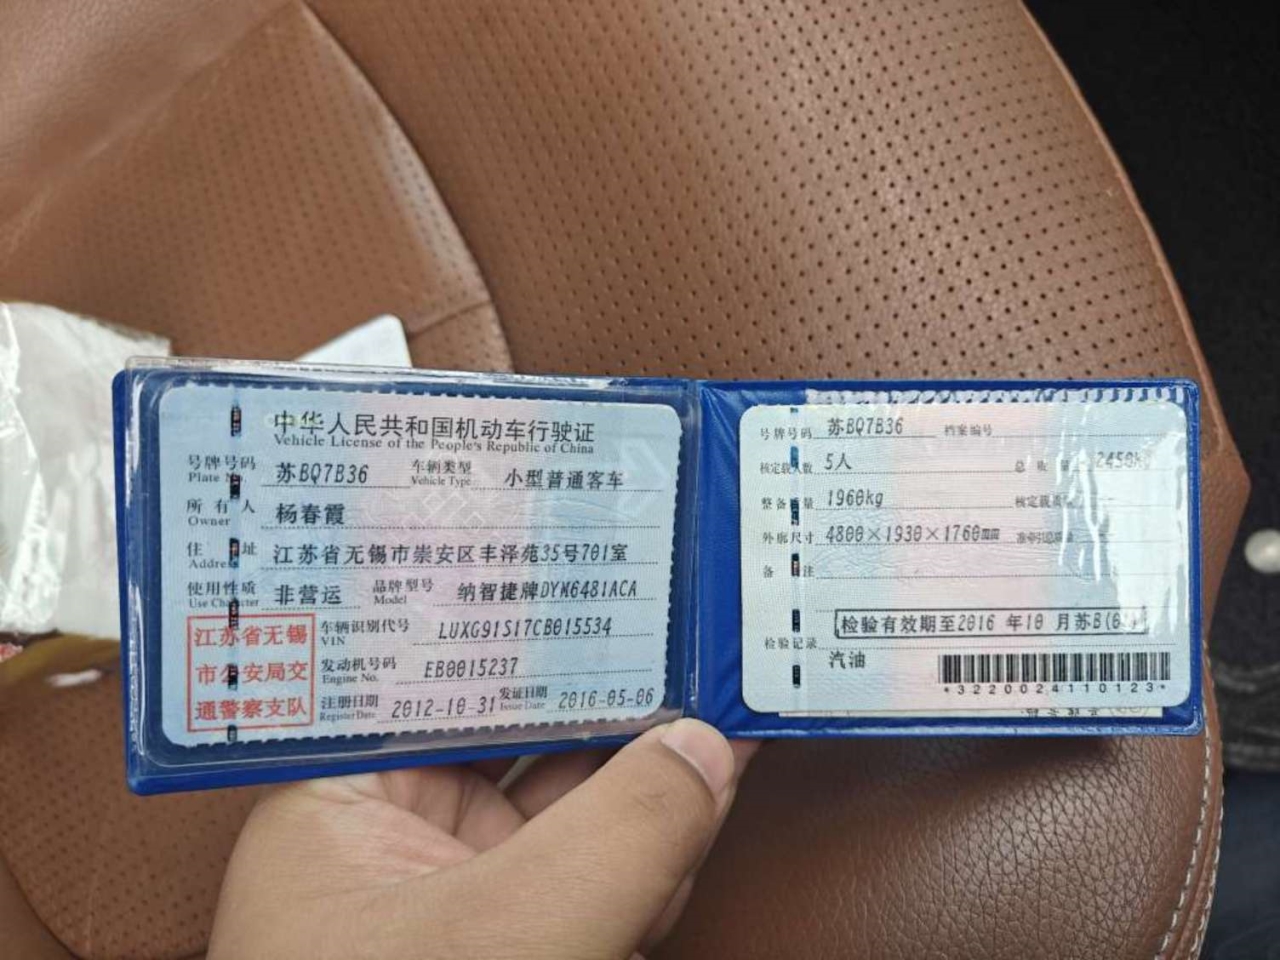 中华人民共和国机动车行驶证
Vehicle License of the People's Republic of China
号牌号码 苏BQ7B36 车辆类型 小型普通客车
Plate No. Vehicle Type
所有人 杨春霞
Owner
住址 江苏省无锡市崇安区丰泽苑35号701室
Address
使用性质 非营运 品牌型号 纳智捷牌DYM6481ACA
Use Character Model
江苏省无锡市公安局交通警察支队
车辆识别代号 LUXG91S17CB015534
VIN
发动机号码 EB0015237
Engine No.
注册日期 2012-10-31 发证日期 2016-05-06
Register Date Issue Date
号牌号码 苏BQ7B36 档案编号
核定载人数 5人 总质量 2450kg
整备质量 1960kg 核定载质量
外廓尺寸 4800×1930×1760mm 准牵引总质量
备注
检验记录 检验有效期至2016年10月苏B
汽油
*3220024110123*